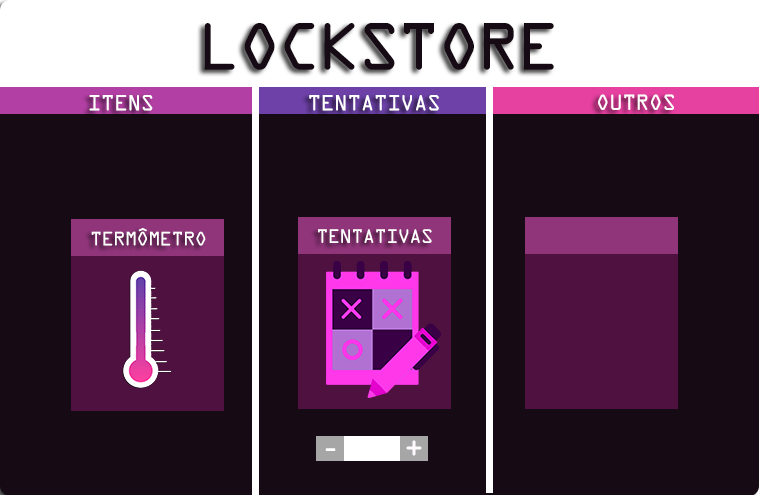 LOCKSTORE
ITENS
TENTATIVAS
OUTROS
TERMÔMETRO
TENTATIVAS
- +